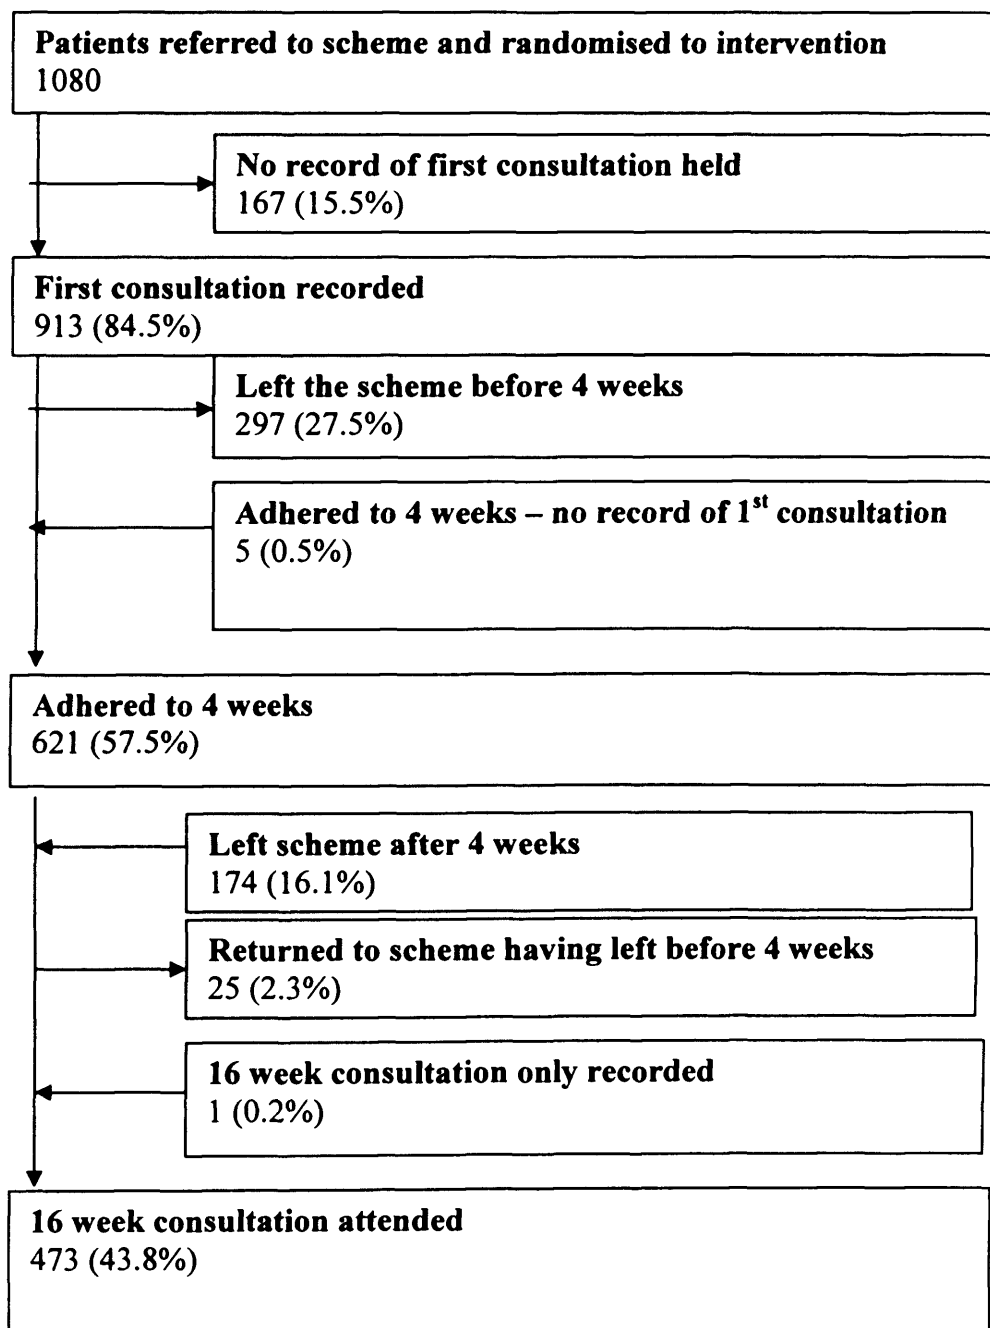 Patients referred to scheme and randomised to intervention
1080
No record of first consultation held
167 (15.5%)
First consultation recorded
913 (84.5%)
Left the scheme before 4 weeks
297 (27.5%)
Adhered to 4 weeks – no record of 1st consultation
5 (0.5%)
Adhered to 4 weeks
621 (57.5%)
Left scheme after 4 weeks
174 (16.1%)
Returned to scheme having left before 4 weeks
25 (2.3%)
16 week consultation only recorded
1 (0.2%)
16 week consultation attended
473 (43.8%)